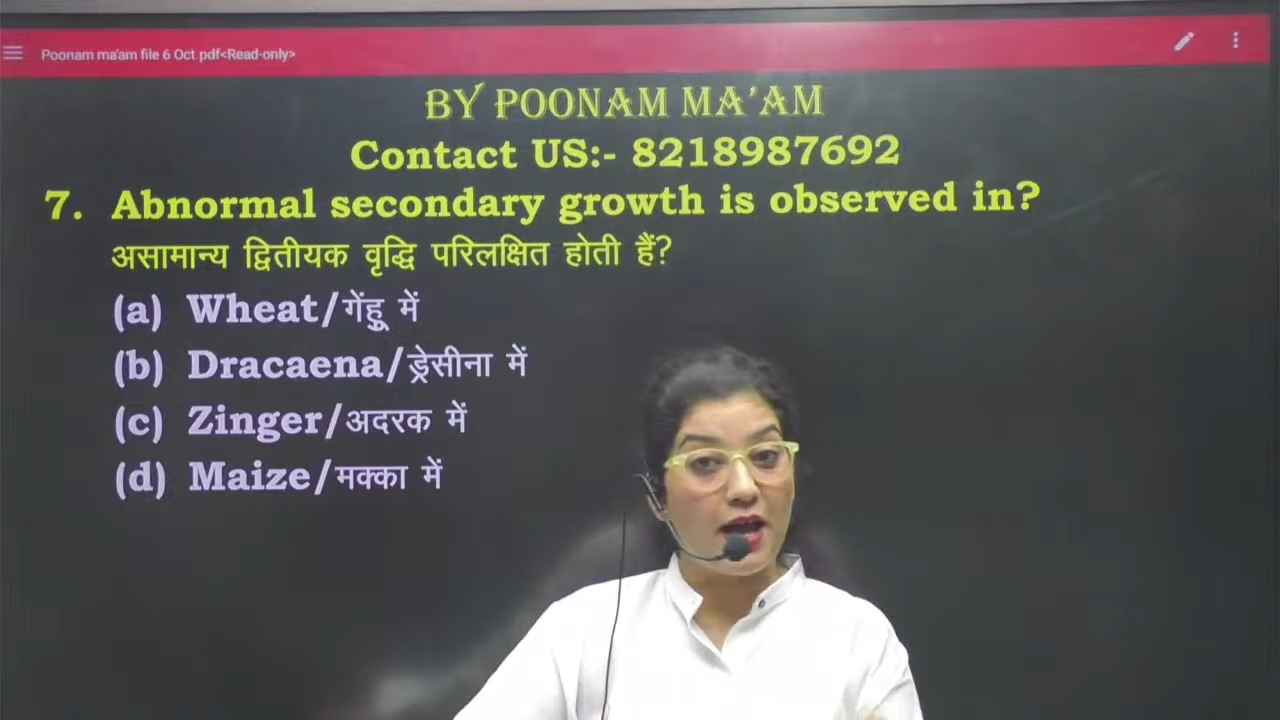 Poonam ma'am file 6 Oct.pdf<Read-only>
BY POONAM MA'AM
Contact US:- 8218987692
7. Abnormal secondary growth is observed in?
असामान्य द्वितीयक वृद्धि परिलक्षित होती हैं?
(a) Wheat/गेंहू में
(b) Dracaena/ड्रेसीना में
(c) Zinger/अदरक में
(d) Maize/मक्का में